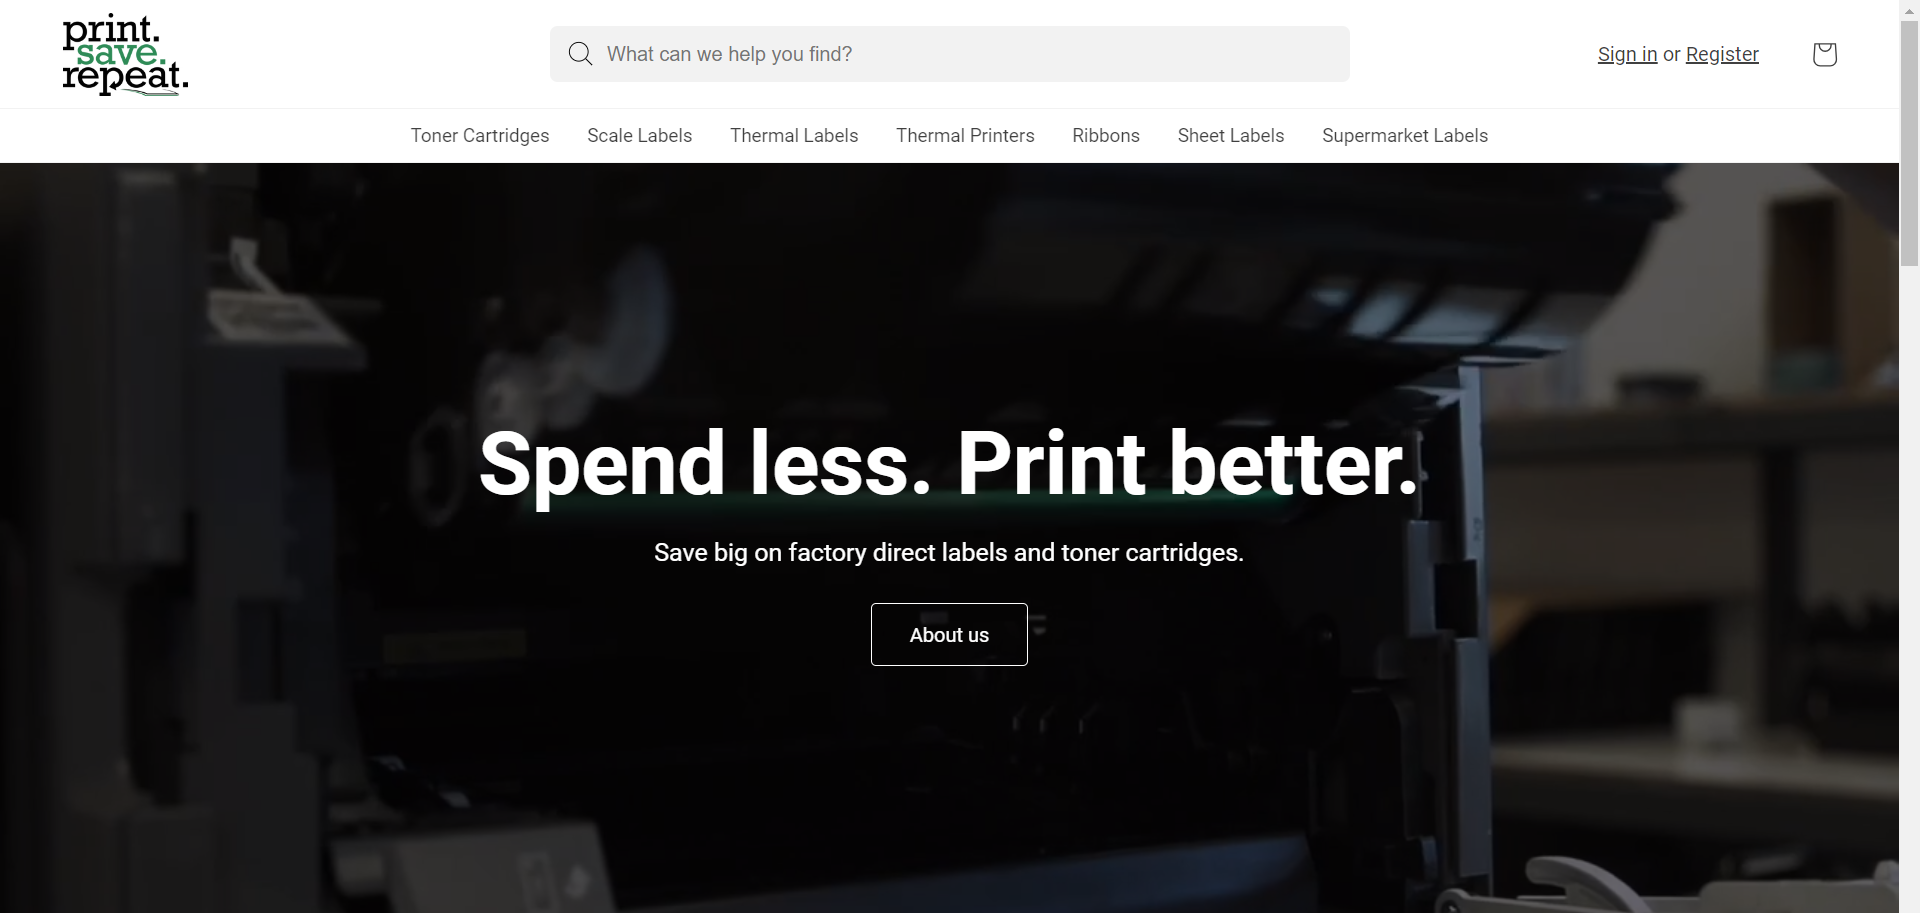 print.
save.
repeat.
What can we help you find?
Sign in or Register
Toner Cartridges
Scale Labels
Thermal Labels
Thermal Printers
Ribbons
Sheet Labels
Supermarket Labels
Spend less. Print better.
Save big on factory direct labels and toner cartridges.
About us